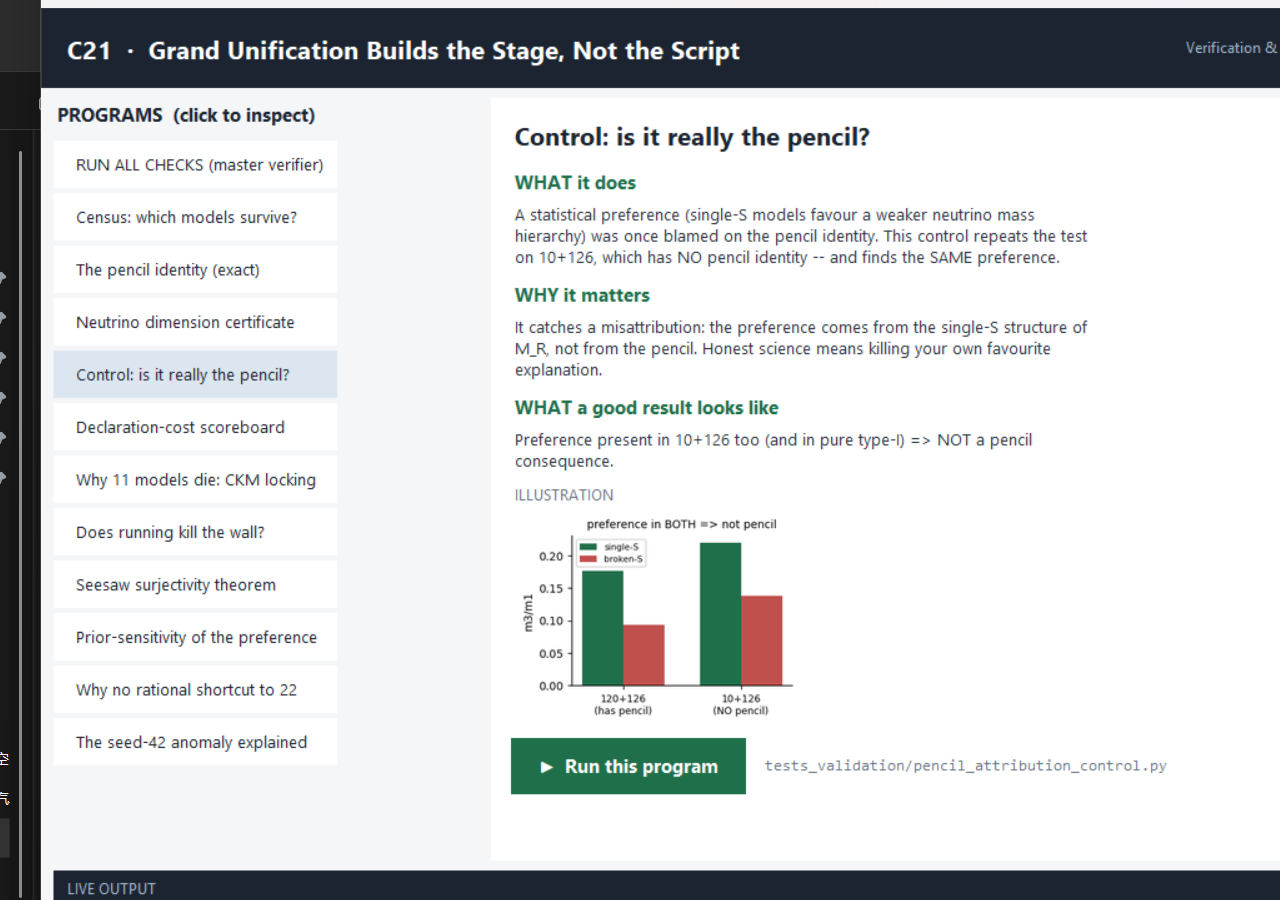 C21 · Grand Unification Builds the Stage, Not the Script
Verification &
PROGRAMS (click to inspect)
RUN ALL CHECKS (master verifier)
Census: which models survive?
The pencil identity (exact)
Neutrino dimension certificate
Control: is it really the pencil?
Declaration-cost scoreboard
Why 11 models die: CKM locking
Does running kill the wall?
Seesaw surjectivity theorem
Prior-sensitivity of the preference
Why no rational shortcut to 22
The seed-42 anomaly explained
Control: is it really the pencil?
WHAT it does
A statistical preference (single-S models favour a weaker neutrino mass
hierarchy) was once blamed on the pencil identity. This control repeats the test
on 10+126, which has NO pencil identity -- and finds the SAME preference.
WHY it matters
It catches a misattribution: the preference comes from the single-S structure of
M_R, not from the pencil. Honest science means killing your own favourite
explanation.
WHAT a good result looks like
Preference present in 10+126 too (and in pure type-I) => NOT a pencil
consequence.
ILLUSTRATION
preference in BOTH => not pencil
single-S
broken-S
m3/m1
0.20
0.15
0.10
0.05
0.00
120+126
(has pencil)
10+126
(NO pencil)
► Run this program
tests_validation/pencil_attribution_control.py
LIVE OUTPUT